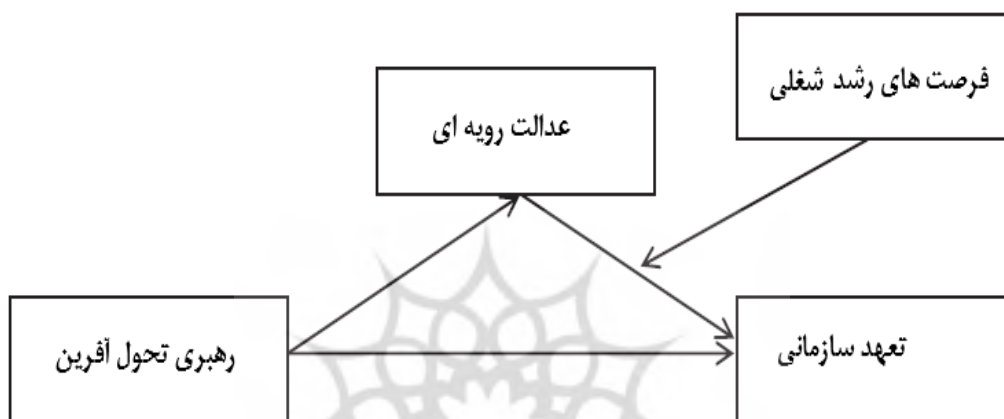 فرصت های رشد شغلی
عدالت رویه ای
تعهد سازمانی
رهبری تحول آفرین